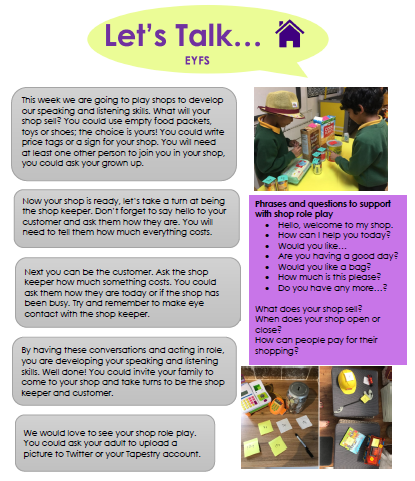 Let's Talk...
EYFS
This week we are going to play shops to develop
our speaking and listening skills. What will your
shop sell? You could use empty food packets,
toys or shoes; the choice is yours! You could write
price tags or a sign for your shop. You will need
at least one other person to join you in your shop,
you could ask your grown up.
Now your shop is ready, let's take a turn at being
the shop keeper. Don't forget to say hello to your
customer and ask them how they are. You will
need to tell them how much everything costs.
Next you can be the customer. Ask the shop
keeper how much something costs. You could
ask them how they are today or if the shop has
been busy. Try and remember to make eye
contact with the shop keeper.
By having these conversations and acting in role,
you are developing your speaking and listening
skills. Well done! You could invite your family to
come to your shop and take turns to be the shop
keeper and customer.
We would love to see your shop role play.
You could ask your adult to upload a
picture to Twitter or your Tapestry account.
Phrases and questions to support
with shop role play
• Hello, welcome to my shop.
• How can I help you today?
• Would you like...
• Are you having a good day?
• Would you like a bag?
• How much is this please?
• Do you have any more...?
What does your shop sell?
When does your shop open or
close?
How can people pay for their
shopping?